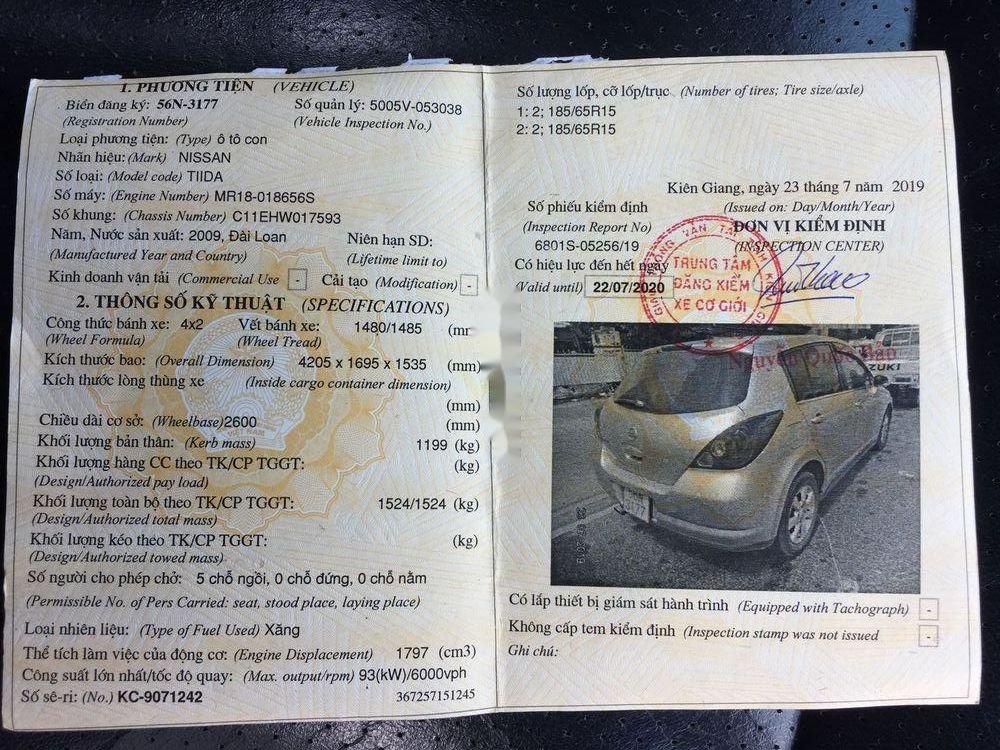 1. PHƯƠNG TIỆN (VEHICLE)
Biển đăng ký: 56N-3177 Số quản lý: 5005V-053038
(Registration Number) (Vehicle Inspection No.)
Loại phương tiện: (Type) ô tô con
Nhãn hiệu: (Mark) NISSAN
Số loại: (Model code) TIIDA
Số máy: (Engine Number) MR18-018656S
Số khung: (Chassis Number) C11EHW017593
Năm, Nước sản xuất: 2009, Đài Loan Niên hạn SD:
(Manufactured Year and Country) (Lifetime limit to)
Kinh doanh vận tải (Commercial Use - Cải tạo (Modification) -
2. THÔNG SỐ KỸ THUẬT (SPECIFICATIONS)
Công thức bánh xe: 4x2 Vết bánh xe: 1480/1485 (mm
(Wheel Formula) (Wheel Tread)
Kích thước bao: (Overall Dimension) 4205 x 1695 x 1535 (mm)
Kích thước lòng thùng xe (Inside cargo container dimension)
(mm)
Chiều dài cơ sở: (Wheelbase) 2600 (mm)
Khối lượng bản thân: (Kerb mass) 1199 (kg)
Khối lượng hàng CC theo TK/CP TGGT: (kg)
(Design/Authorized pay load)
Khối lượng toàn bộ theo TK/CP TGGT: 1524/1524 (kg)
(Design/Authorized total mass)
Khối lượng kéo theo TK/CP TGGT: (kg)
(Design/Authorized towed mass)
Số người cho phép chở: 5 chỗ ngồi, 0 chỗ đứng, 0 chỗ nằm
(Permissible No. of Pers Carried: seat, stood place, laying place)
Loại nhiên liệu: (Type of Fuel Used) Xăng
Thể tích làm việc của động cơ: (Engine Displacement) 1797 (cm3)
Công suất lớn nhất/tốc độ quay: (Max. output/rpm) 93(kW)/6000vph
Số sê-ri: (No.) KC-9071242 367257151245
Số lượng lốp, cỡ lốp/trục (Number of tires; Tire size/axle)
1: 2; 185/65R15
2: 2; 185/65R15
Kiên Giang, ngày 23 tháng 7 năm 2019
Số phiếu kiểm định (Issued on: Day/Month/Year)
(Inspection Report No) ĐƠN VỊ KIỂM ĐỊNH
6801S-05256/19 (INSPECTION CENTER)
Có hiệu lực đến hết ngày
(Valid until) 22/07/2020
TRUNG TÂM
ĐĂNG KIỂM
XE CƠ GIỚI
Nguyễn Quốc Bảo
Có lắp thiết bị giám sát hành trình (Equipped with Tachograph) -
Không cấp tem kiểm định (Inspection stamp was not issued -
Ghi chú: